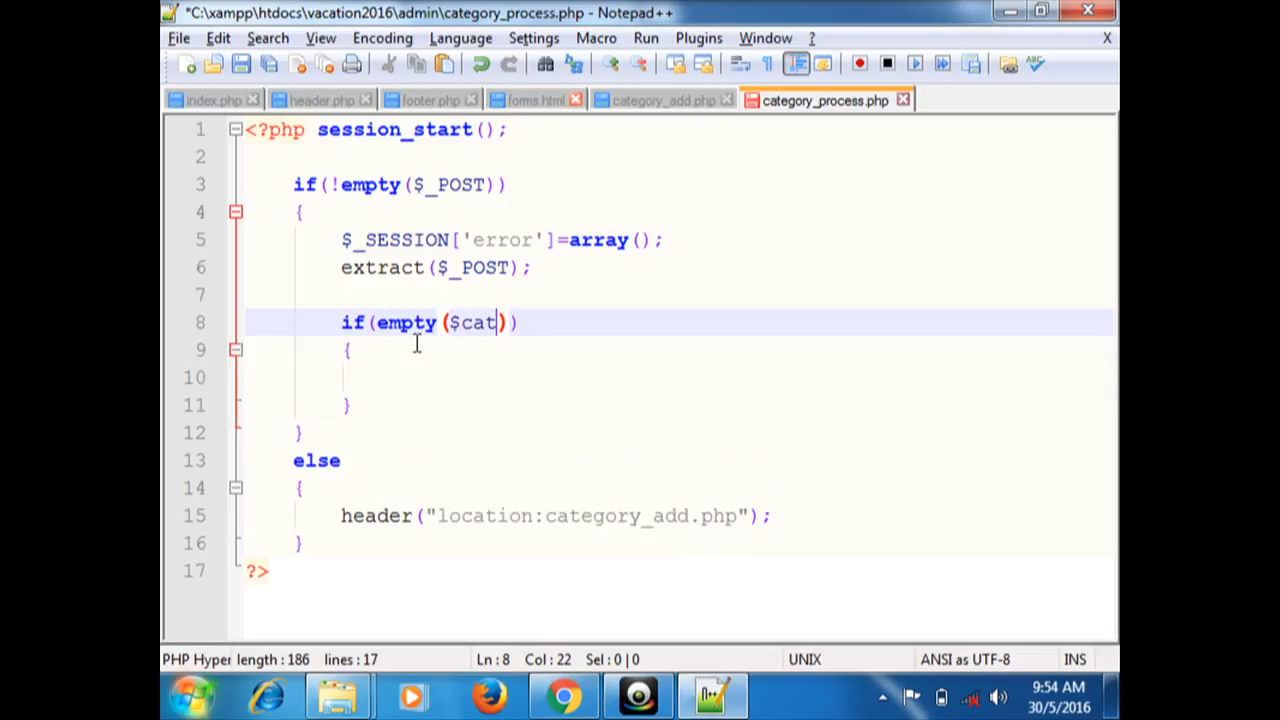 *C:\xampp\htdocs\vacation2016\admin\category_process.php - Notepad++
File Edit Search View Encoding Language Settings Macro Run Plugins Window ? X
index.php header.php footer.php forms.html category_add.php category_process.php
1 <?php session_start();
2
3 if(!empty($_POST))
4 {
5 $_SESSION['error']=array();
6 extract($_POST);
7
8 if(empty($cat))
9 {
10
11 }
12 }
13 else
14 {
15 header("location:category_add.php");
16 }
17 ?>
PHP Hyper length : 186 lines : 17 Ln : 8 Col : 22 Sel : 0 | 0 UNIX ANSI as UTF-8 INS
9:54 AM
30/5/2016